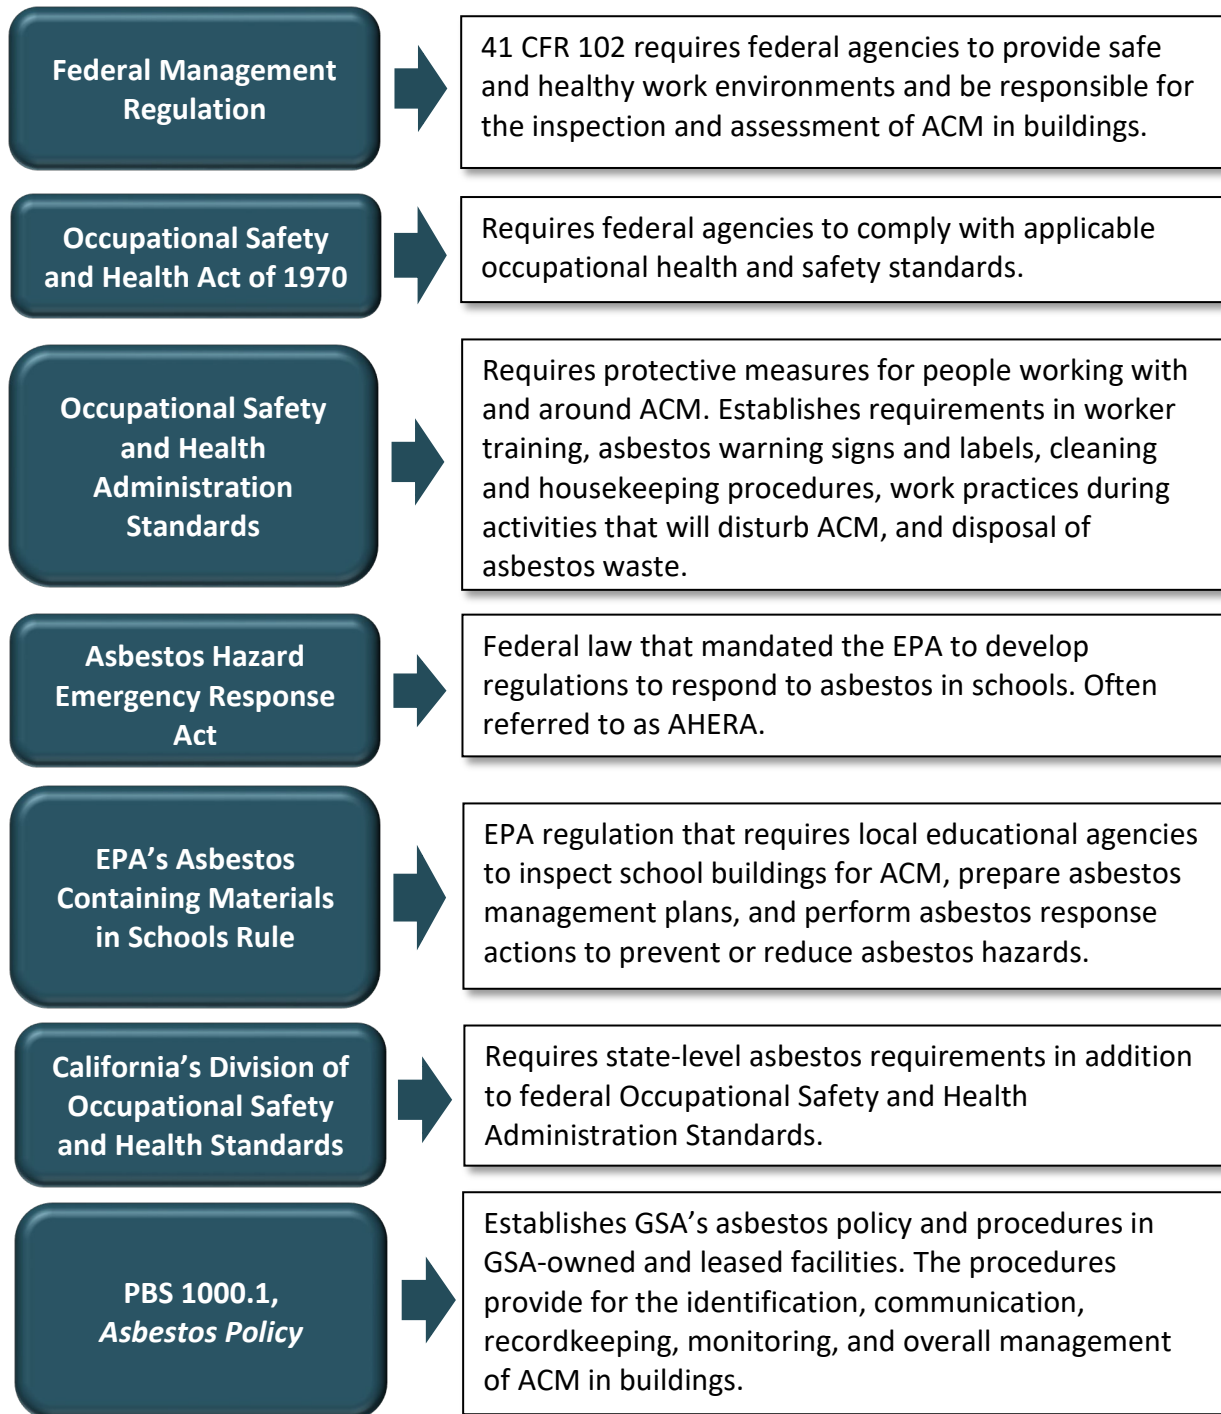 Federal Management
Regulation
41 CFR 102 requires federal agencies to provide safe
and healthy work environments and be responsible for
the inspection and assessment of ACM in buildings.
Occupational Safety
and Health Act of 1970
Requires federal agencies to comply with applicable
occupational health and safety standards.
Occupational Safety
and Health
Administration
Standards
Requires protective measures for people working with
and around ACM. Establishes requirements in worker
training, asbestos warning signs and labels, cleaning
and housekeeping procedures, work practices during
activities that will disturb ACM, and disposal of
asbestos waste.
Asbestos Hazard
Emergency Response
Act
Federal law that mandated the EPA to develop
regulations to respond to asbestos in schools. Often
referred to as AHERA.
EPA’s Asbestos
Containing Materials
in Schools Rule
EPA regulation that requires local educational agencies
to inspect school buildings for ACM, prepare asbestos
management plans, and perform asbestos response
actions to prevent or reduce asbestos hazards.
California’s Division of
Occupational Safety
and Health Standards
Requires state-level asbestos requirements in addition
to federal Occupational Safety and Health
Administration Standards.
PBS 1000.1,
Asbestos Policy
Establishes GSA’s asbestos policy and procedures in
GSA-owned and leased facilities. The procedures
provide for the identification, communication,
recordkeeping, monitoring, and overall management
of ACM in buildings.